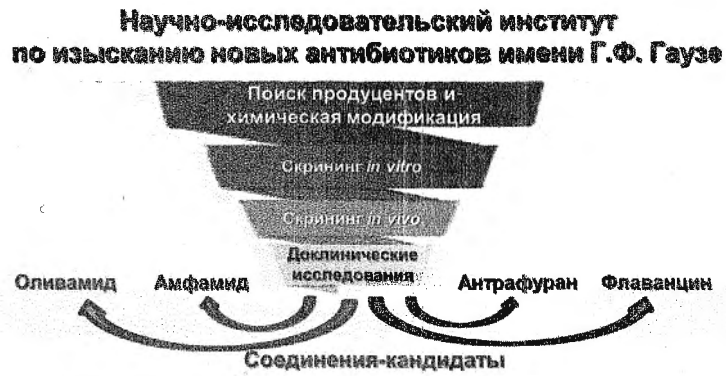 Научно-исследовательский институт
по изысканию новых антибиотиков имени Г.Ф. Гаузе
Поиск продуцентов и
химическая модификация
Скрининг in vitro
Скрининг in vivo
Доклинические
исследования
Оливамид Амфамид Антрафуран Флаванцин
Соединения-кандидаты